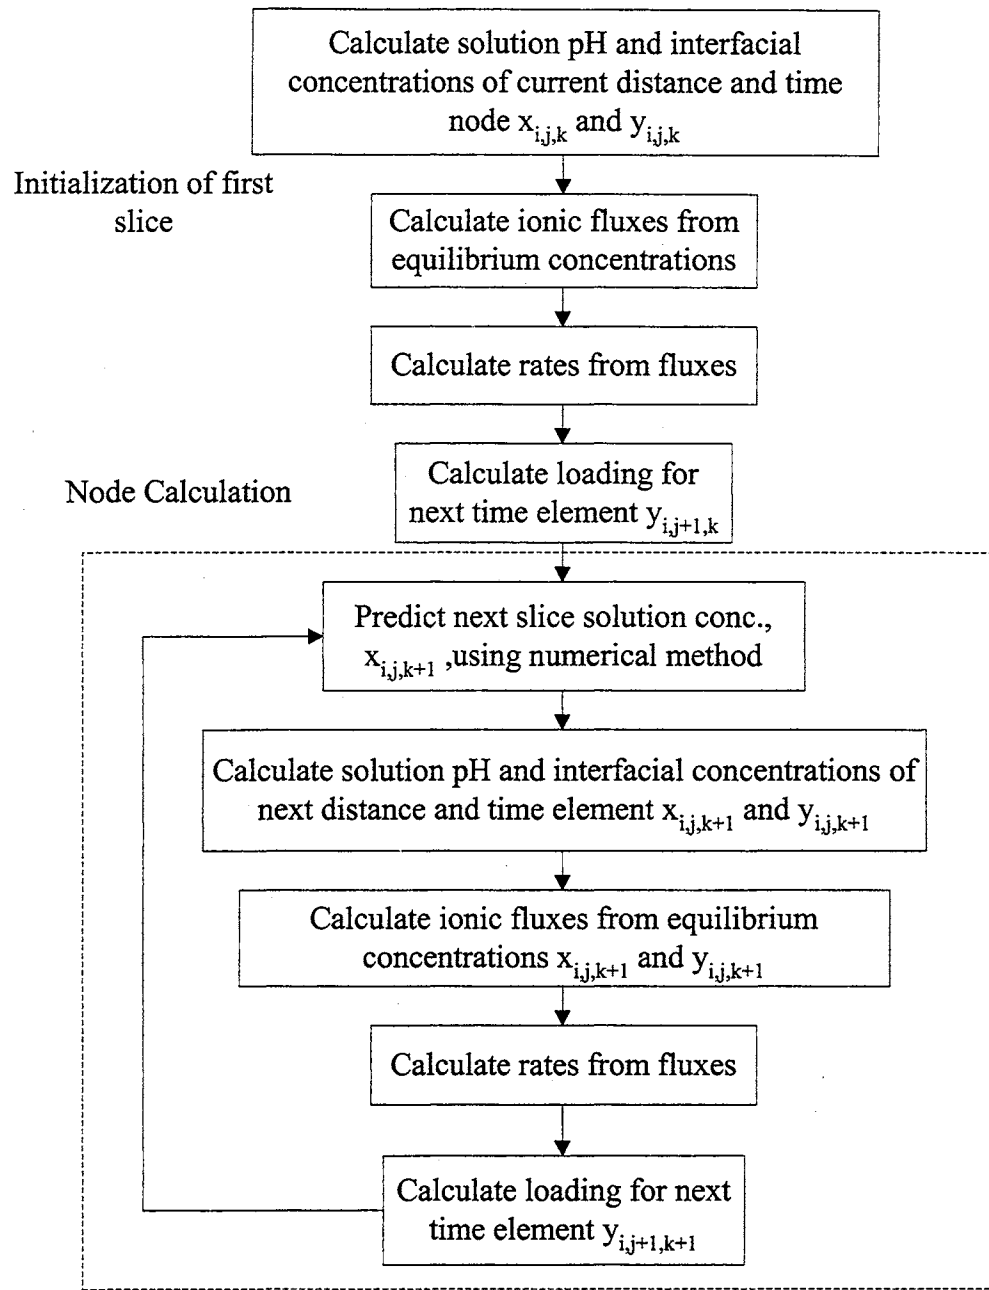 Calculate solution pH and interfacial
concentrations of current distance and time
node x_{i,j,k} and y_{i,j,k}
Initialization of first
slice
Calculate ionic fluxes from
equilibrium concentrations
Calculate rates from fluxes
Calculate loading for
next time element y_{i,j+1,k}
Node Calculation
Predict next slice solution conc.,
x_{i,j,k+1} ,using numerical method
Calculate solution pH and interfacial concentrations of
next distance and time element x_{i,j,k+1} and y_{i,j,k+1}
Calculate ionic fluxes from equilibrium
concentrations x_{i,j,k+1} and y_{i,j,k+1}
Calculate rates from fluxes
Calculate loading for next
time element y_{i,j+1,k+1}